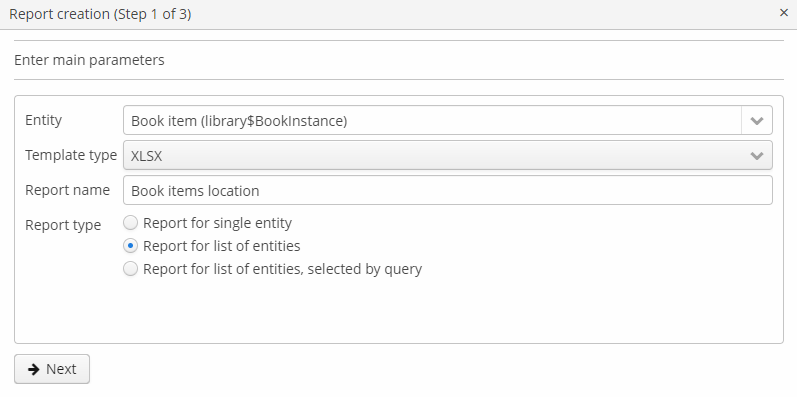 Report creation (Step 1 of 3)
Enter main parameters
Entity Book item (library$BookInstance)
Template type XLSX
Report name Book items location
Report type Report for single entity
Report for list of entities
Report for list of entities, selected by query
Next